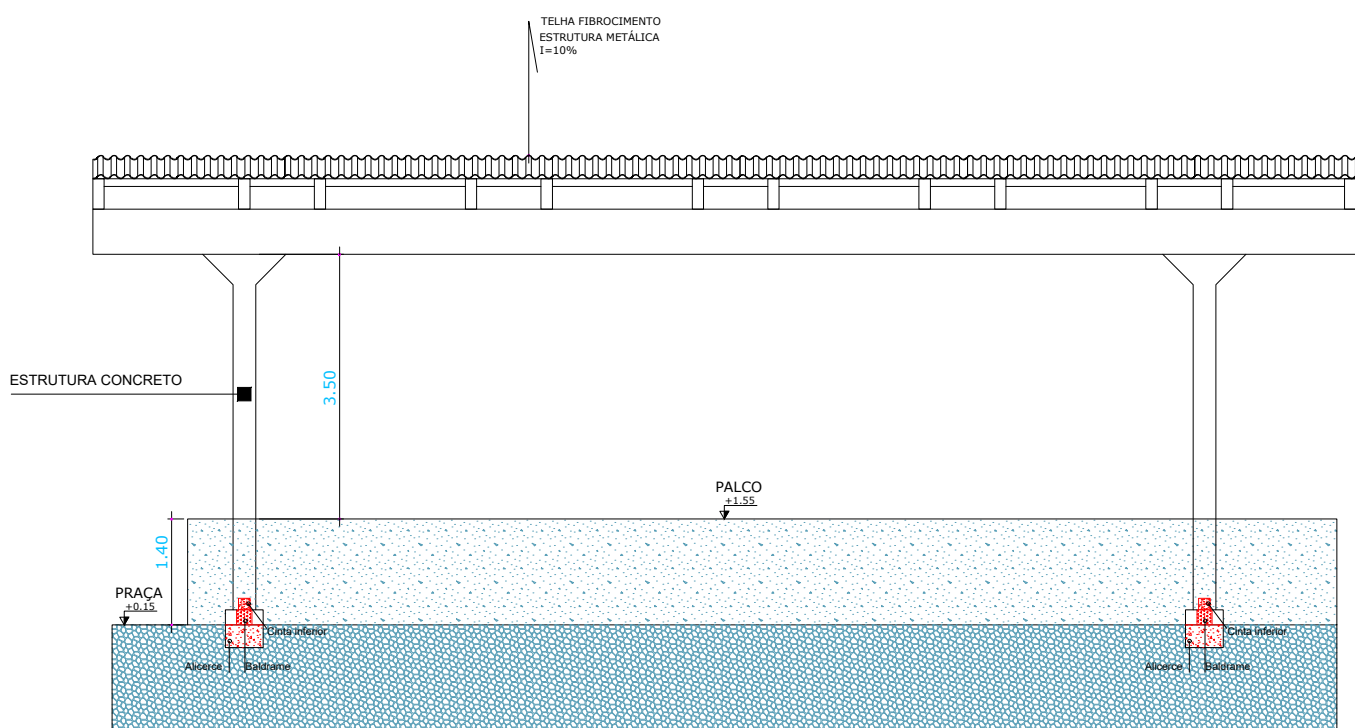 TELHA FIBROCIMENTO
ESTRUTURA METÁLICA
I=10%
ESTRUTURA CONCRETO
3.50
PALCO
+1.55
1.40
PRAÇA
+0.15
Cinta inferior
Cinta inferior
Alicerce
Baldrame
Alicerce
Baldrame